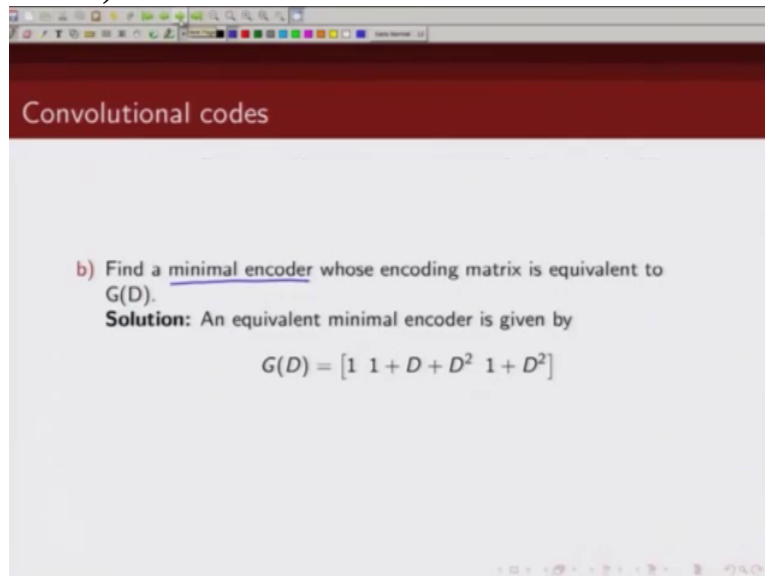 Convolutional codes
b) Find a minimal encoder whose encoding matrix is equivalent to
G(D).
Solution: An equivalent minimal encoder is given by
G(D) = [1 1 + D + D² 1 + D²]